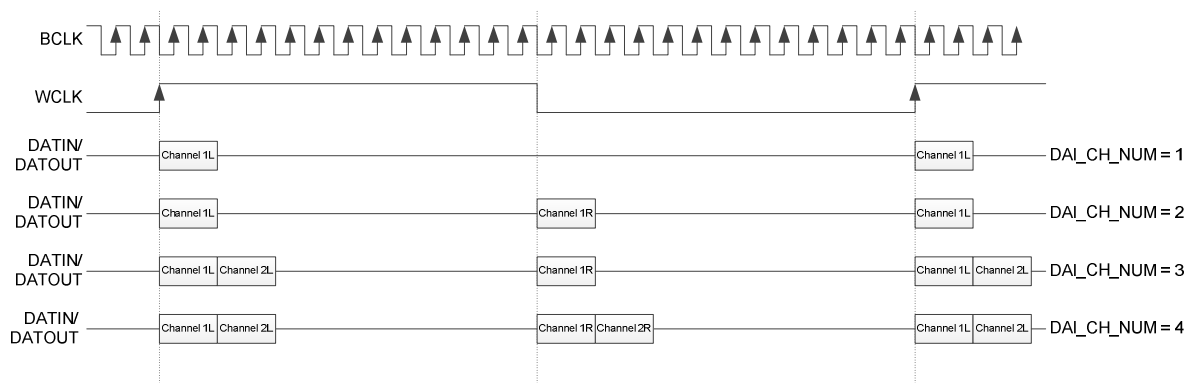 BCLK
WCLK
DATIN/
DATOUT
Channel 1L
Channel 1L
DAI_CH_NUM = 1
DATIN/
DATOUT
Channel 1L
Channel 1R
Channel 1L
DAI_CH_NUM = 2
DATIN/
DATOUT
Channel 1L
Channel 2L
Channel 1R
Channel 1L
Channel 2L
DAI_CH_NUM = 3
DATIN/
DATOUT
Channel 1L
Channel 2L
Channel 1R
Channel 2R
Channel 1L
Channel 2L
DAI_CH_NUM = 4